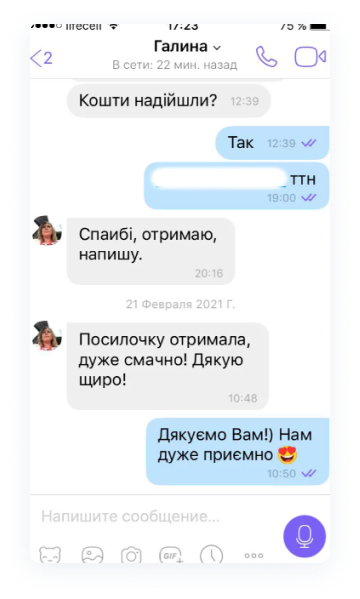 lifecell 17:23 75 %
2 Галина
В сети: 22 мин. назад
Кошти надійшли? 12:39
Так 12:39
ттн
19:00
Спаибі, отримаю,
напишу.
20:16
21 Февраля 2021 Г.
Посилочку отримала,
дуже смачно! Дякую
щиро!
10:48
Дякуємо Вам!) Нам
дуже приємно 😍
10:50
Напишите сообщение...
GIF